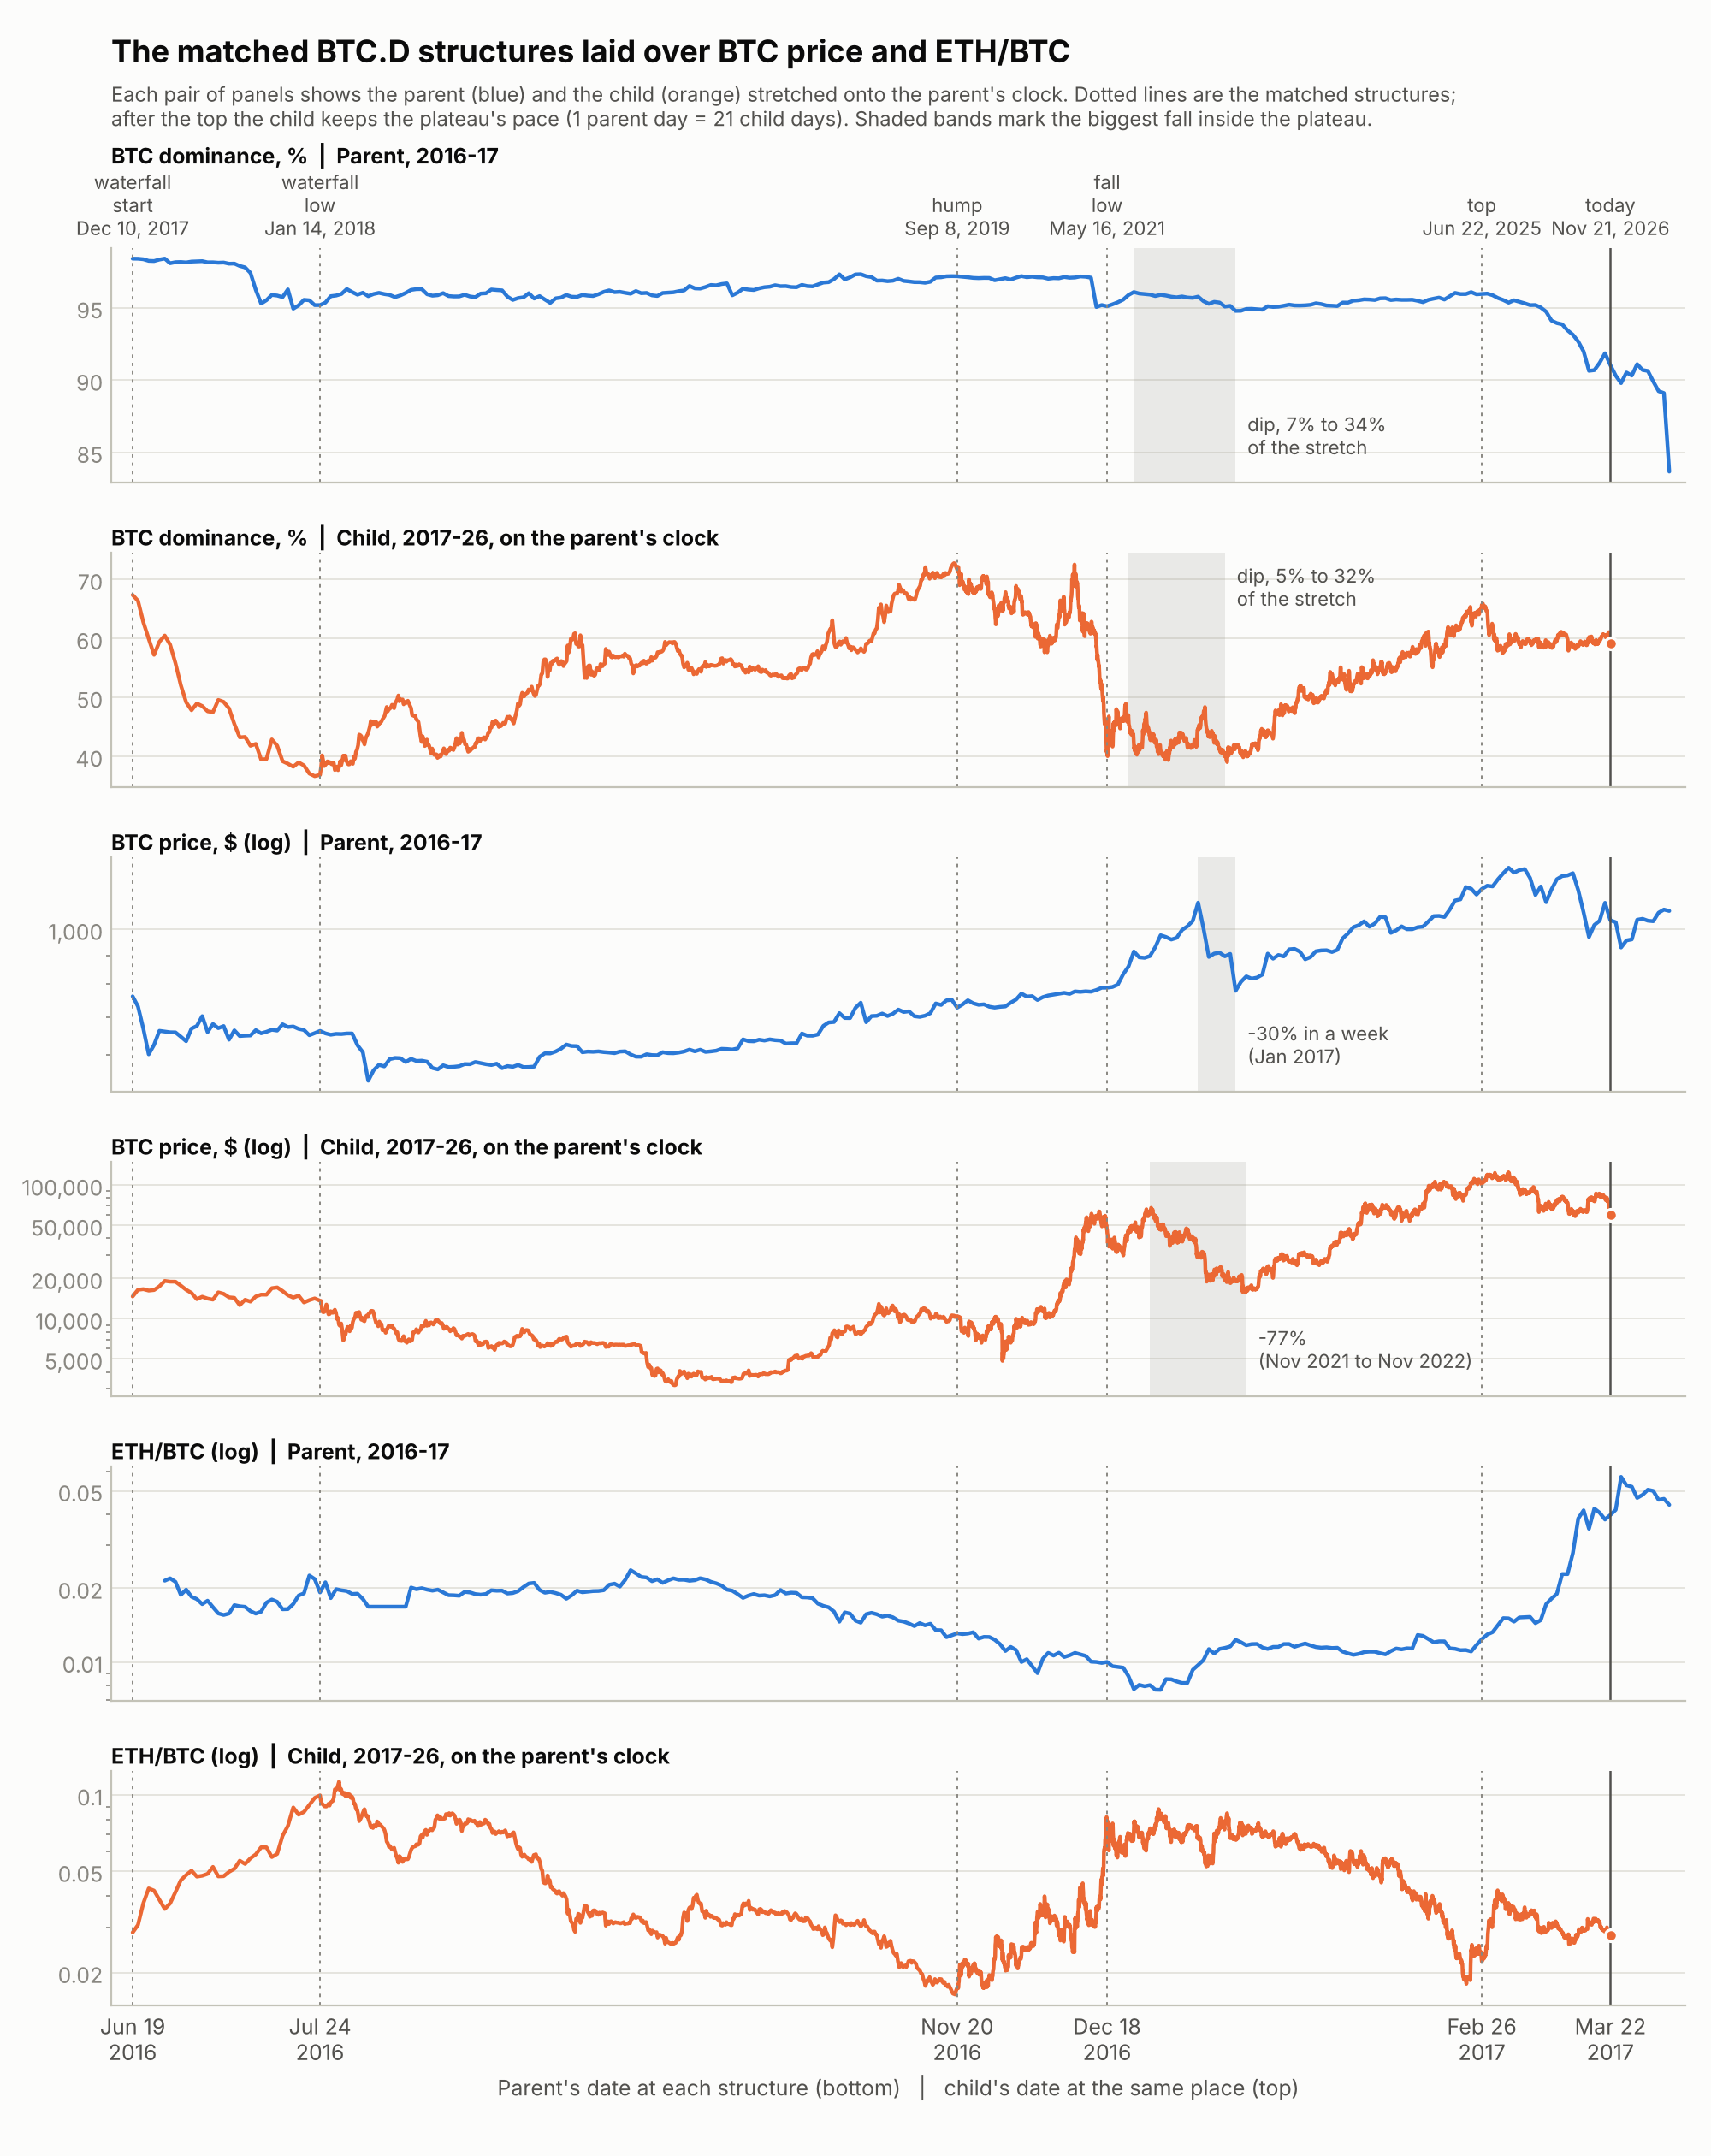 The matched BTC.D structures laid over BTC price and ETH/BTC
Each pair of panels shows the parent (blue) and the child (orange) stretched onto the parent's clock. Dotted lines are the matched structures;
after the top the child keeps the plateau's pace (1 parent day = 21 child days). Shaded bands mark the biggest fall inside the plateau.
BTC dominance, % | Parent, 2016-17
waterfall
start
Dec 10, 2017
waterfall
low
Jan 14, 2018
hump
Sep 8, 2019
fall
low
May 16, 2021
top
Jun 22, 2025
today
Nov 21, 2026
95
90
85
dip, 7% to 34%
of the stretch
BTC dominance, % | Child, 2017-26, on the parent's clock
70
60
50
40
dip, 5% to 32%
of the stretch
BTC price, $ (log) | Parent, 2016-17
1,000
-30% in a week
(Jan 2017)
BTC price, $ (log) | Child, 2017-26, on the parent's clock
100,000
50,000
20,000
10,000
5,000
-77%
(Nov 2021 to Nov 2022)
ETH/BTC (log) | Parent, 2016-17
0.05
0.02
0.01
ETH/BTC (log) | Child, 2017-26, on the parent's clock
0.1
0.05
0.02
Jun 19
2016
Jul 24
2016
Nov 20
2016
Dec 18
2016
Feb 26
2017
Mar 22
2017
Parent's date at each structure (bottom) | child's date at the same place (top)